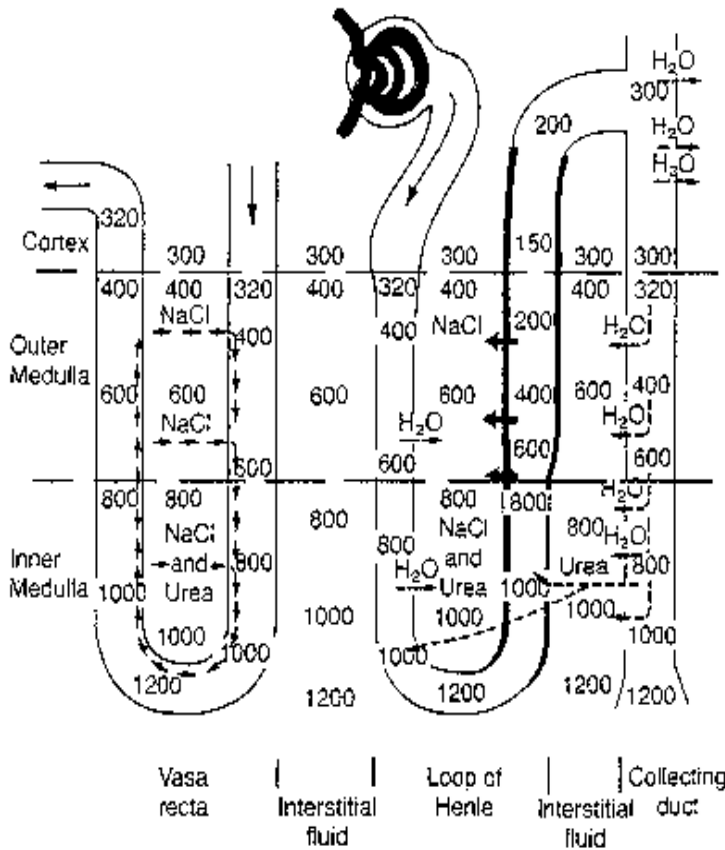 H₂O
300
200
H₂O
H₂O
320
Cortex 300 300 300 150 300 300
400 400 320 400 320 400 400 320
NaCl 400 400 NaCl 200 H₂O
Outer
Medulla
600 600 600 600 400 600 400
NaCl H₂O H₂O
600 600 600 600
800 800 800 800 800 H₂O
NaCl
and
Urea
800 800
NaCl
and
Urea
800 H₂O
800
Inner
Medulla
1000 H₂O 1000 Urea
1000 1000 1000 1000 1000 1000 1000
1200 1200 1200 1200 1200
Vasa
recta
Interstitial
fluid
Loop of
Henle
Interstitial
fluid
Collecting
duct